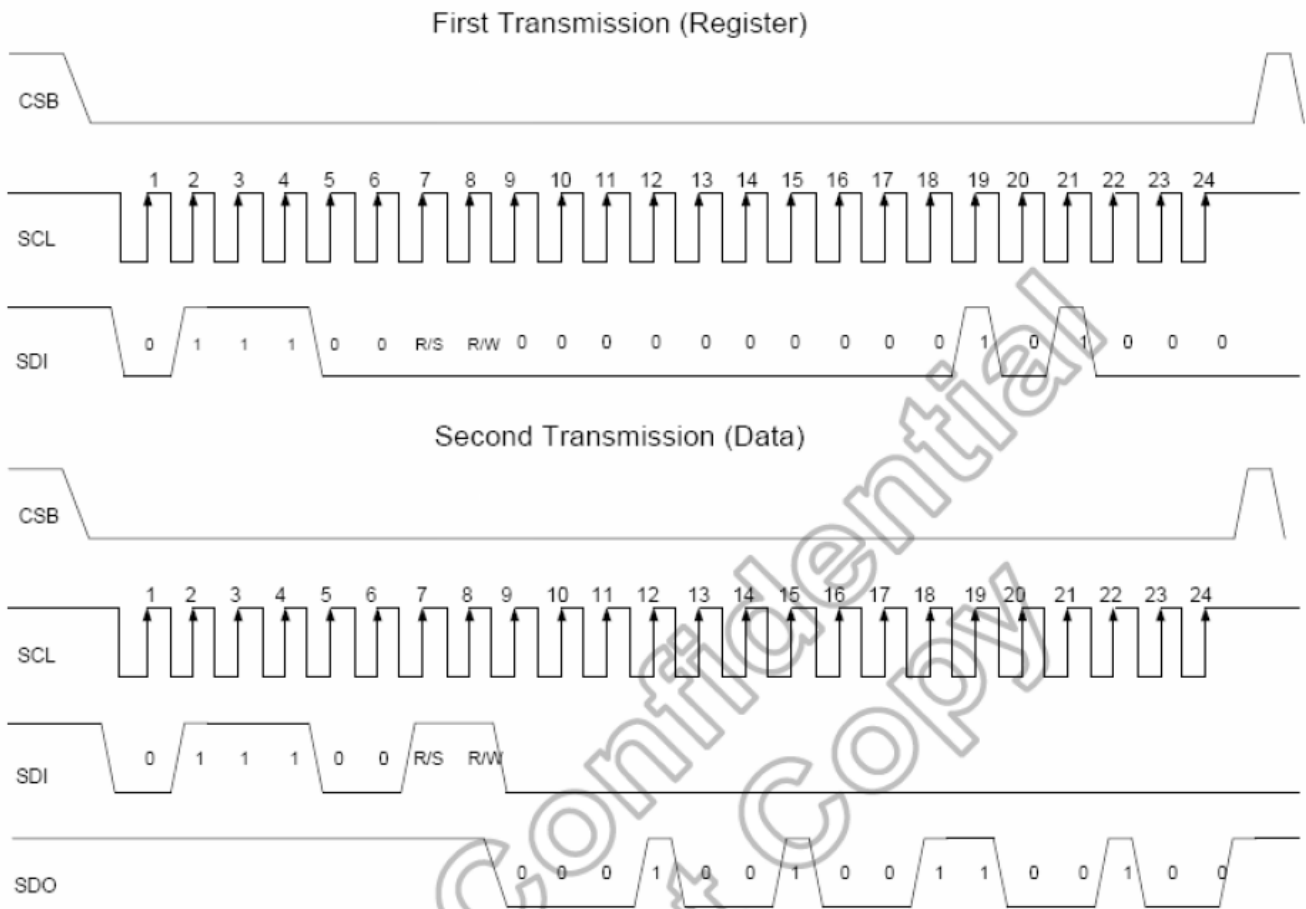 First Transmission (Register)
CSB
1 2 3 4 5 6 7 8 9 10 11 12 13 14 15 16 17 18 19 20 21 22 23 24
SCL
0 1 1 1 0 0 R/S R/W 0 0 0 0 0 0 0 0 0 0 1 0 1 0 0 0
SDI
Second Transmission (Data)
CSB
1 2 3 4 5 6 7 8 9 10 11 12 13 14 15 16 17 18 19 20 21 22 23 24
SCL
0 1 1 1 0 0 R/S R/W
SDI
0 0 0 1 0 0 1 0 0 1 1 0 0 1 0 0
SDO
Confidential
Copy